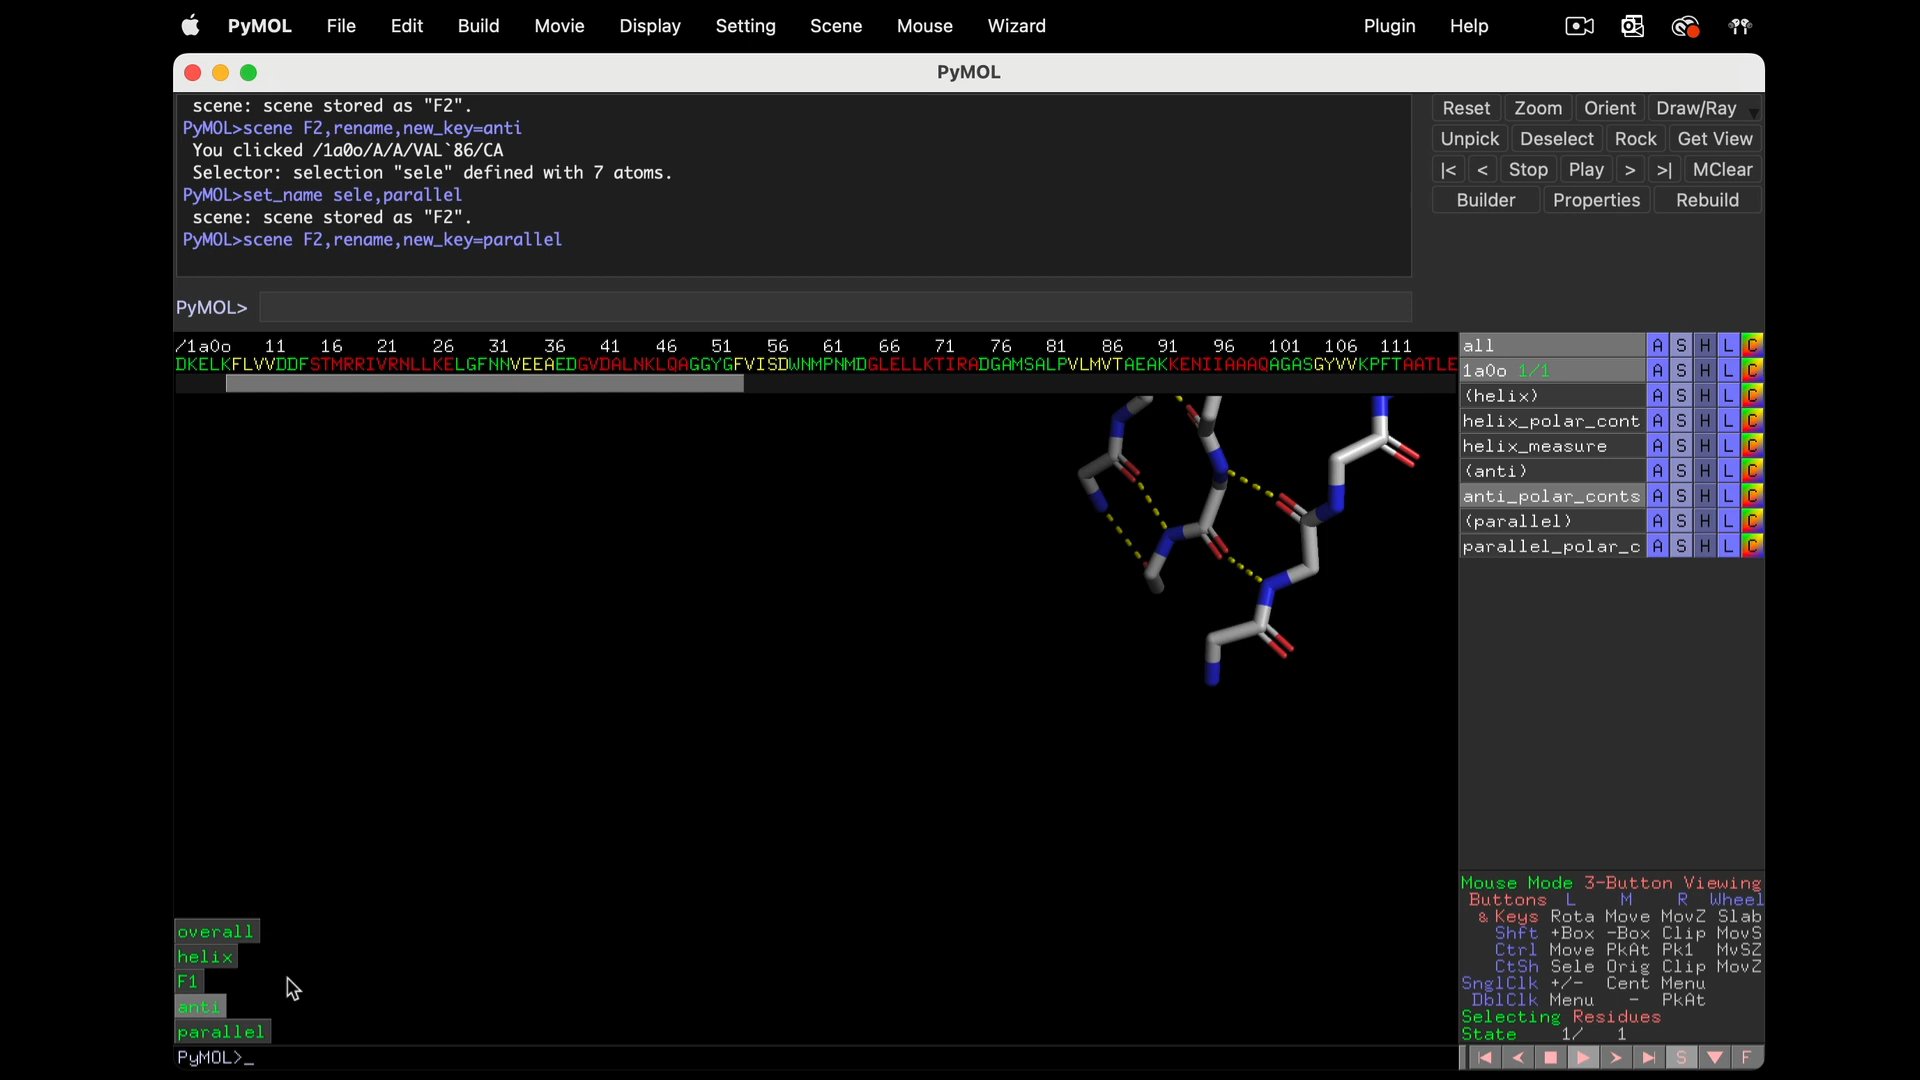 PyMOL File Edit Build Movie Display Setting Scene Mouse Wizard Plugin Help
PyMOL
scene: scene stored as "F2".
PyMOL>scene F2,rename,new_key=anti
You clicked /1a0o/A/A/VAL`86/CA
Selector: selection "sele" defined with 7 atoms.
PyMOL>set_name sele,parallel
scene: scene stored as "F2".
PyMOL>scene F2,rename,new_key=parallel
Reset Zoom Orient Draw/Ray
Unpick Deselect Rock Get View
|< < Stop Play > >| MClear
Builder Properties Rebuild
PyMOL>
/1a0o 11 16 21 26 31 36 41 46 51 56 61 66 71 76 81 86 91 96 101 106 111
DKELKFLVVDDFSTMRRIVRNLLKELGFNNVEEAEDGVDALNKLQAGGYGFVISDWNMPNMDGLELLKTIRADGAMSALPVLMVTAEAKKENIIAAAQAGASGYVVKPFTAATLE
all A S H L C
1a0o 1/1 A S H L C
(helix) A S H L C
helix_polar_cont A S H L C
helix_measure A S H L C
(anti) A S H L C
anti_polar_conts A S H L C
(parallel) A S H L C
parallel_polar_c A S H L C
overall
helix
F1
anti
parallel
PyMOL>_
Mouse Mode 3-Button Viewing
Buttons L M R Wheel
& Keys Rota Move MovZ Slab
Shft +Box -Box Clip MovS
Ctrl Move PkAt Pk1 MvSZ
CtSh Sele Orig Clip MovZ
SnglClk +/- Cent Menu
DblClk Menu - PkAt
Selecting Residues
State 1/ 1
S F